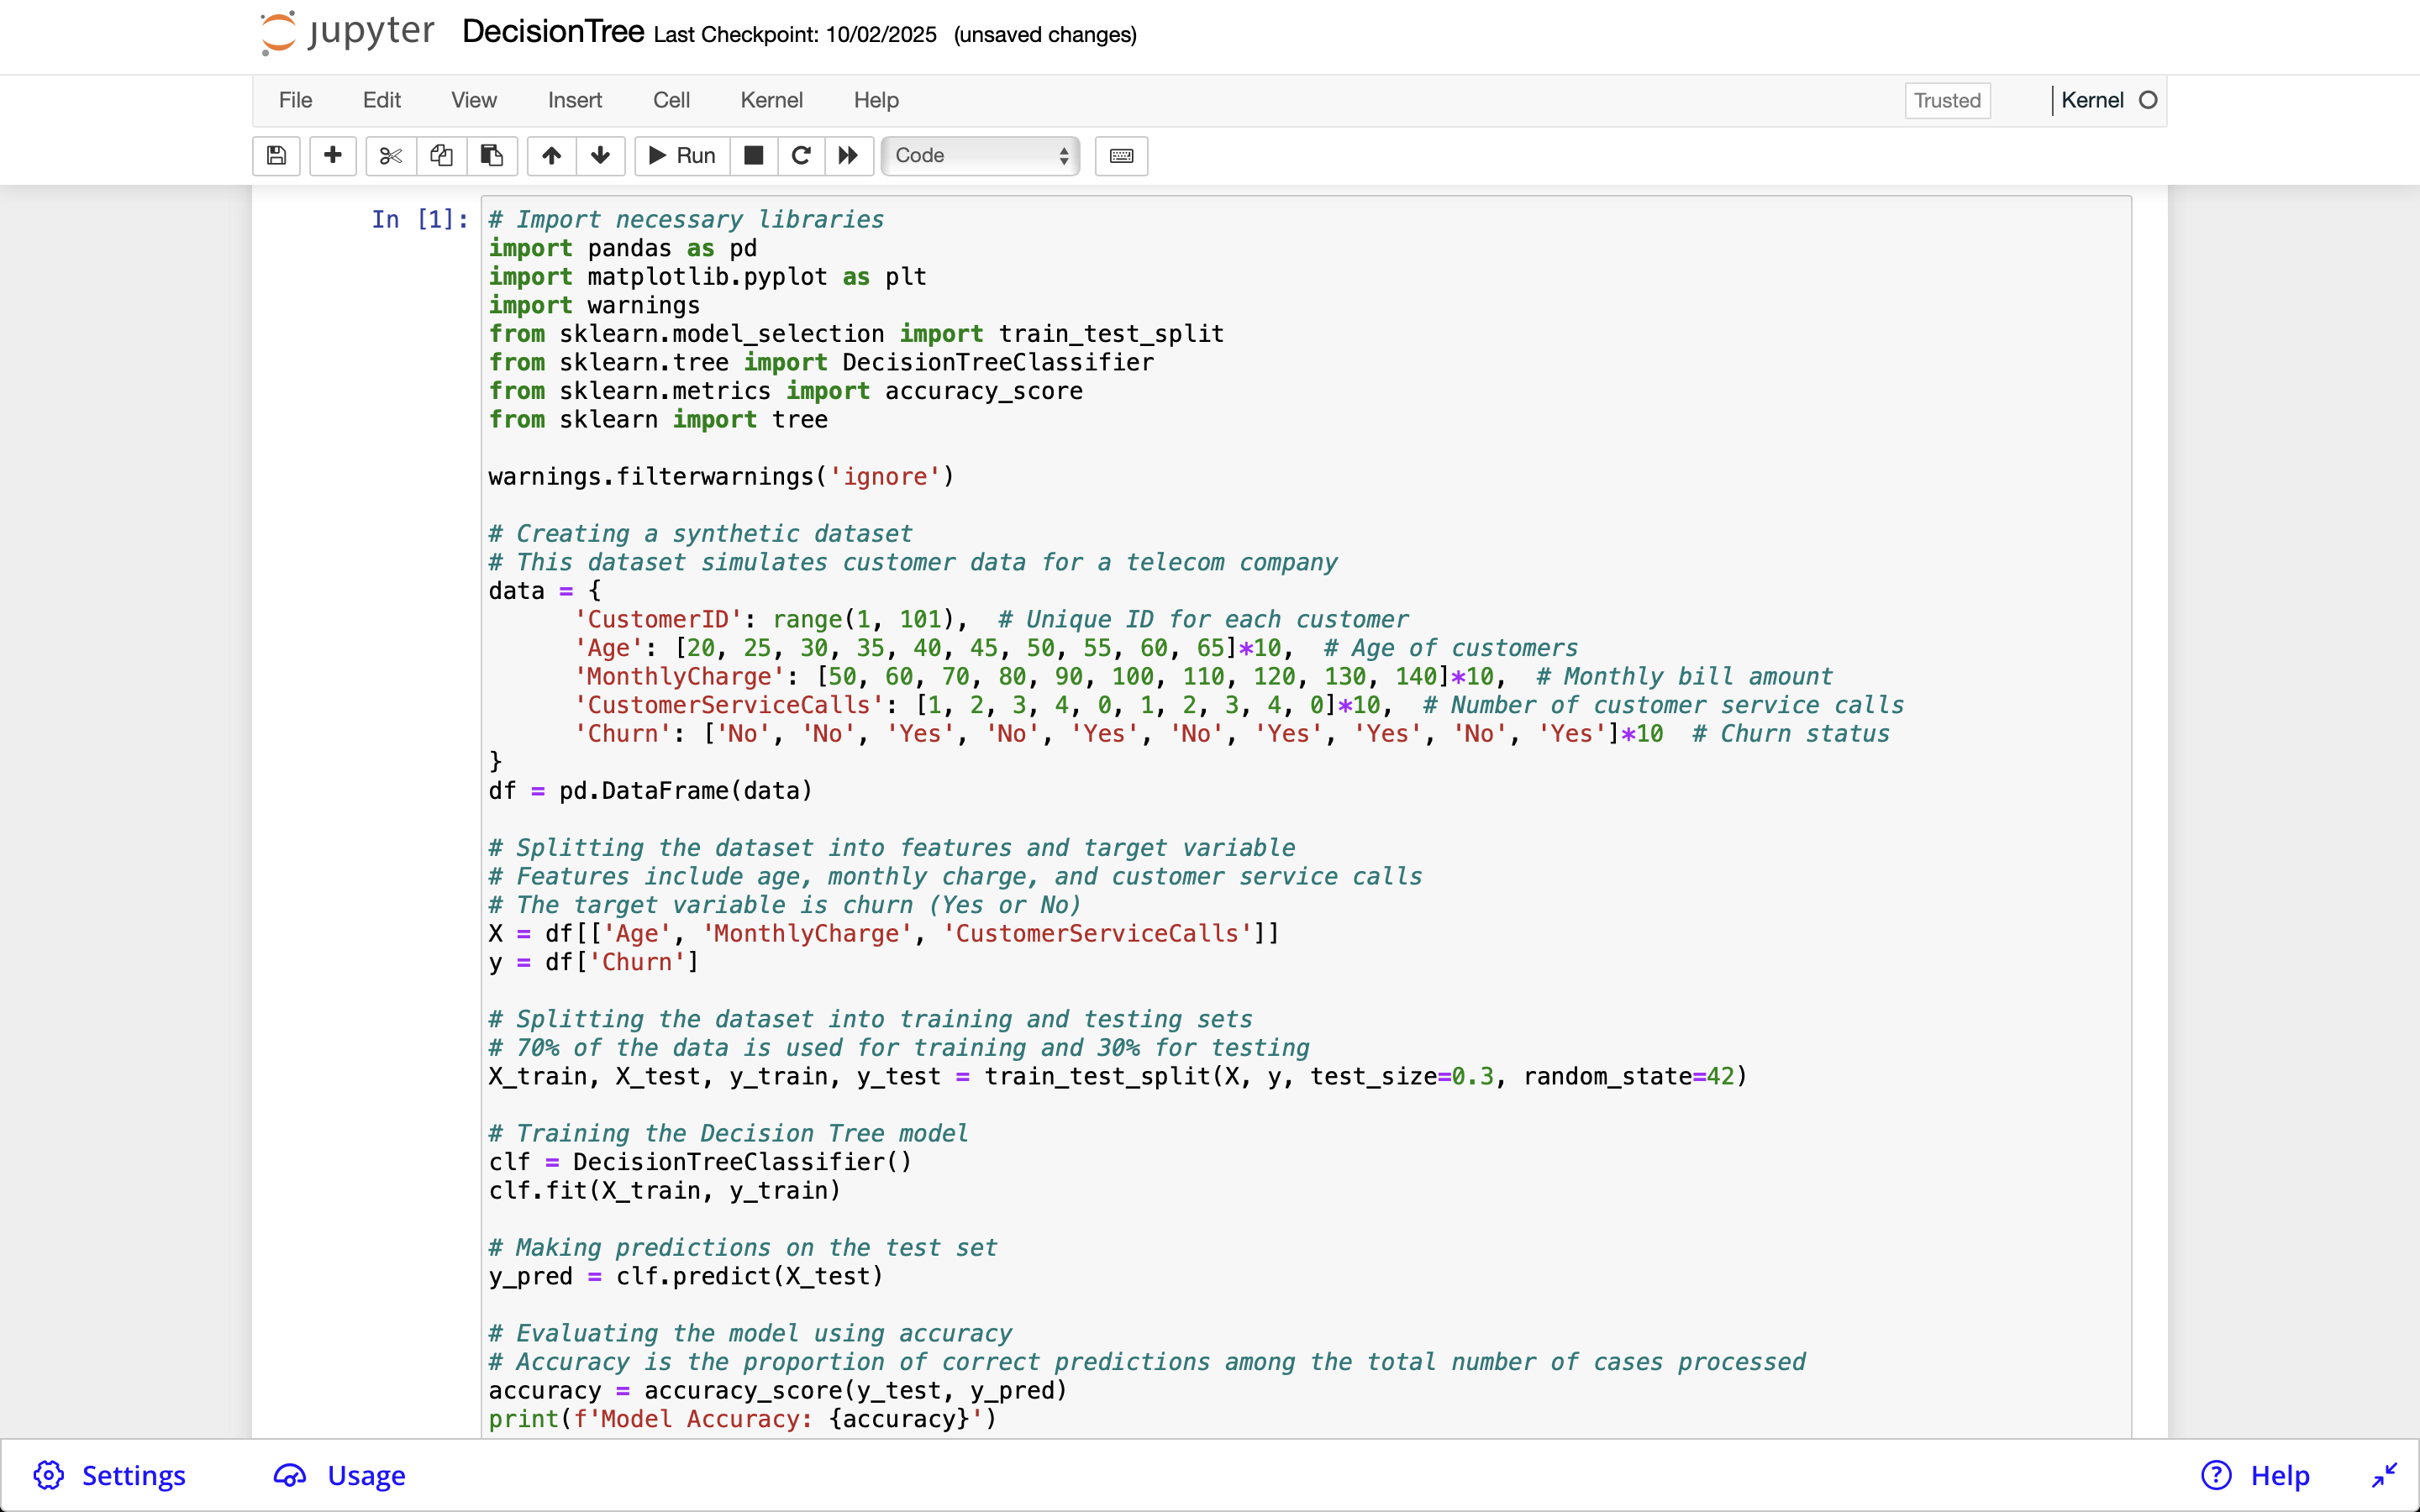 jupyter DecisionTree Last Checkpoint: 10/02/2025 (unsaved changes)
File Edit View Insert Cell Kernel Help Trusted Kernel
Run Code
In [1]:
# Import necessary libraries
import pandas as pd
import matplotlib.pyplot as plt
import warnings
from sklearn.model_selection import train_test_split
from sklearn.tree import DecisionTreeClassifier
from sklearn.metrics import accuracy_score
from sklearn import tree

warnings.filterwarnings('ignore')

# Creating a synthetic dataset
# This dataset simulates customer data for a telecom company
data = {
      'CustomerID': range(1, 101),  # Unique ID for each customer
      'Age': [20, 25, 30, 35, 40, 45, 50, 55, 60, 65]*10,  # Age of customers
      'MonthlyCharge': [50, 60, 70, 80, 90, 100, 110, 120, 130, 140]*10,  # Monthly bill amount
      'CustomerServiceCalls': [1, 2, 3, 4, 0, 1, 2, 3, 4, 0]*10,  # Number of customer service calls
      'Churn': ['No', 'No', 'Yes', 'No', 'Yes', 'No', 'Yes', 'Yes', 'No', 'Yes']*10  # Churn status
}
df = pd.DataFrame(data)

# Splitting the dataset into features and target variable
# Features include age, monthly charge, and customer service calls
# The target variable is churn (Yes or No)
X = df[['Age', 'MonthlyCharge', 'CustomerServiceCalls']]
y = df['Churn']

# Splitting the dataset into training and testing sets
# 70% of the data is used for training and 30% for testing
X_train, X_test, y_train, y_test = train_test_split(X, y, test_size=0.3, random_state=42)

# Training the Decision Tree model
clf = DecisionTreeClassifier()
clf.fit(X_train, y_train)

# Making predictions on the test set
y_pred = clf.predict(X_test)

# Evaluating the model using accuracy
# Accuracy is the proportion of correct predictions among the total number of cases processed
accuracy = accuracy_score(y_test, y_pred)
print(f'Model Accuracy: {accuracy}')
Settings Usage ? Help